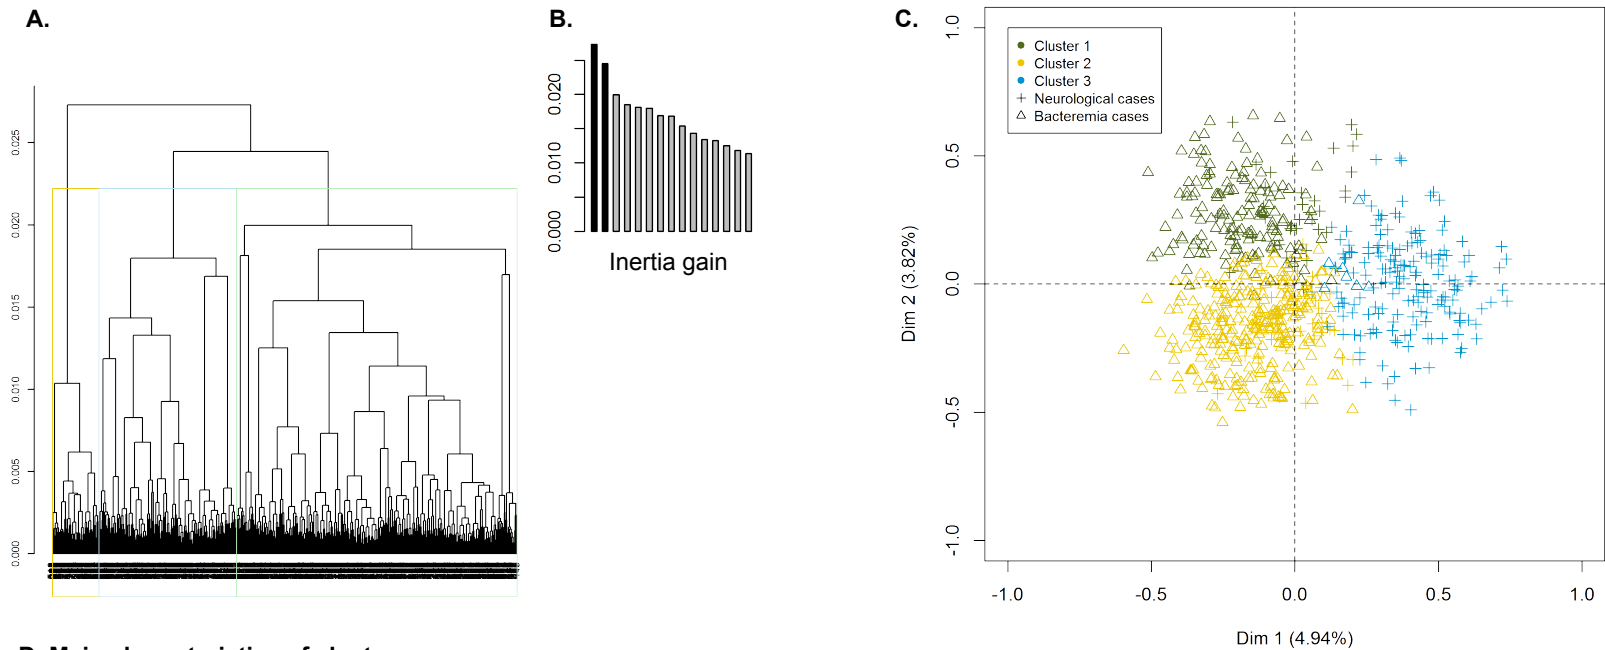 A.
B.
C.
0.025
0.020
0.015
0.010
0.005
0.000
0.020
0.010
0.000
Inertia gain
Cluster 1
Cluster 2
Cluster 3
Neurological cases
Bacteremia cases
1.0
0.5
0.0
-0.5
-1.0
Dim 2 (3.82%)
-1.0 -0.5 0.0 0.5 1.0
Dim 1 (4.94%)